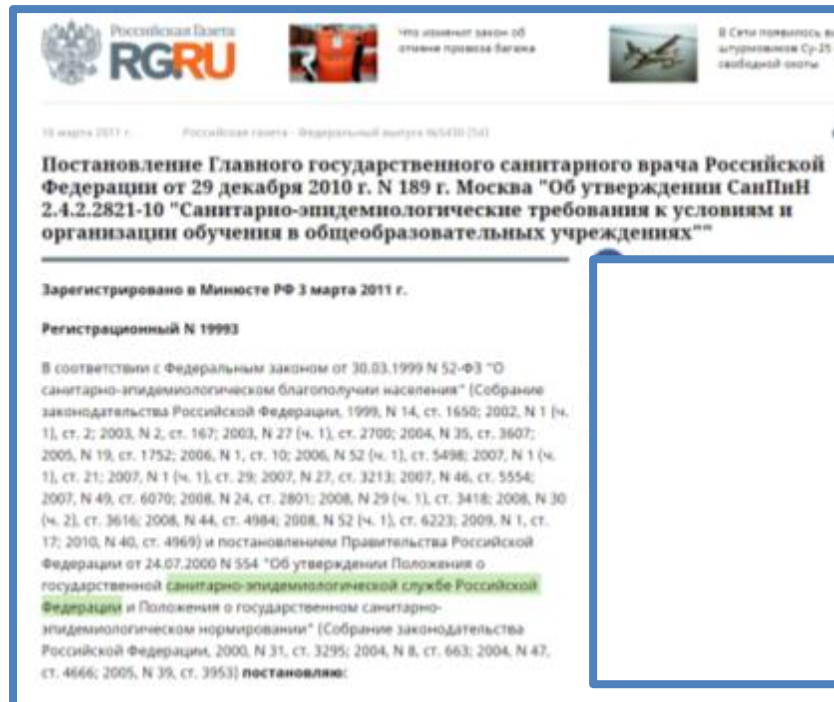 Российская Газета
RGRU
Что изменит закон об
отмене провоза багажа
В Сети появилось
штурмовиков Су-25
свободной охоты
16 марта 2011 г. Российская газета - Федеральный выпуск
Постановление Главного государственного санитарного врача Российской
Федерации от 29 декабря 2010 г. N 189 г. Москва "Об утверждении СанПиН
2.4.2.2821-10 "Санитарно-эпидемиологические требования к условиям и
организации обучения в общеобразовательных учреждениях""
Зарегистрировано в Минюсте РФ 3 марта 2011 г.
Регистрационный N 19993
В соответствии с Федеральным законом от 30.03.1999 N 52-ФЗ "О
санитарно-эпидемиологическом благополучии населения" (Собрание
законодательства Российской Федерации, 1999, N 14, ст. 1650; 2002, N 1 (ч.
1), ст. 2; 2003, N 2, ст. 167; 2003, N 27 (ч. 1), ст. 2700; 2004, N 35, ст. 3607;
2005, N 19, ст. 1752; 2006, N 1, ст. 10; 2006, N 52 (ч. 1), ст. 5498; 2007, N 1 (ч.
1), ст. 21; 2007, N 1 (ч. 1), ст. 29; 2007, N 27, ст. 3213; 2007, N 46, ст. 5554;
2007, N 49, ст. 6070; 2008, N 24, ст. 2801; 2008, N 29 (ч. 1), ст. 3418; 2008, N 30
(ч. 2), ст. 3616; 2008, N 44, ст. 4984; 2008, N 52 (ч. 1), ст. 6223; 2009, N 1, ст.
17; 2010, N 40, ст. 4969) и постановлением Правительства Российской
Федерации от 24.07.2000 N 554 "Об утверждении Положения о
государственной санитарно-эпидемиологической службе Российской
Федерации и Положения о государственном санитарно-
эпидемиологическом нормировании" (Собрание законодательства
Российской Федерации, 2000, N 31, ст. 3295; 2004, N 8, ст. 663; 2004, N 47,
ст. 4666; 2005, N 39, ст. 3953) постановляю: